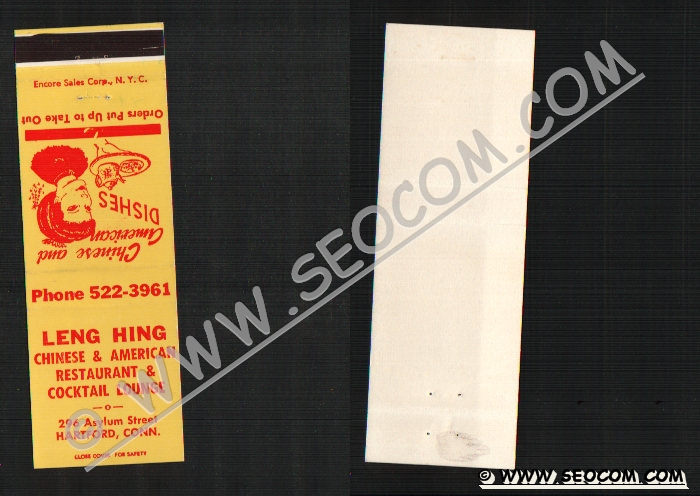 Encore Sales Corp., N. Y. C.
Orders Put Up to Take Out
Chinese and
American
DISHES
Phone 522-3961
LENG HING
CHINESE & AMERICAN
RESTAURANT &
COCKTAIL LOUNGE
—o—
296 Asylum Street
HARTFORD, CONN.
CLOSE COVER FOR SAFETY
© WWW.SEOCOM.COM
© WWW.SEOCOM.COM